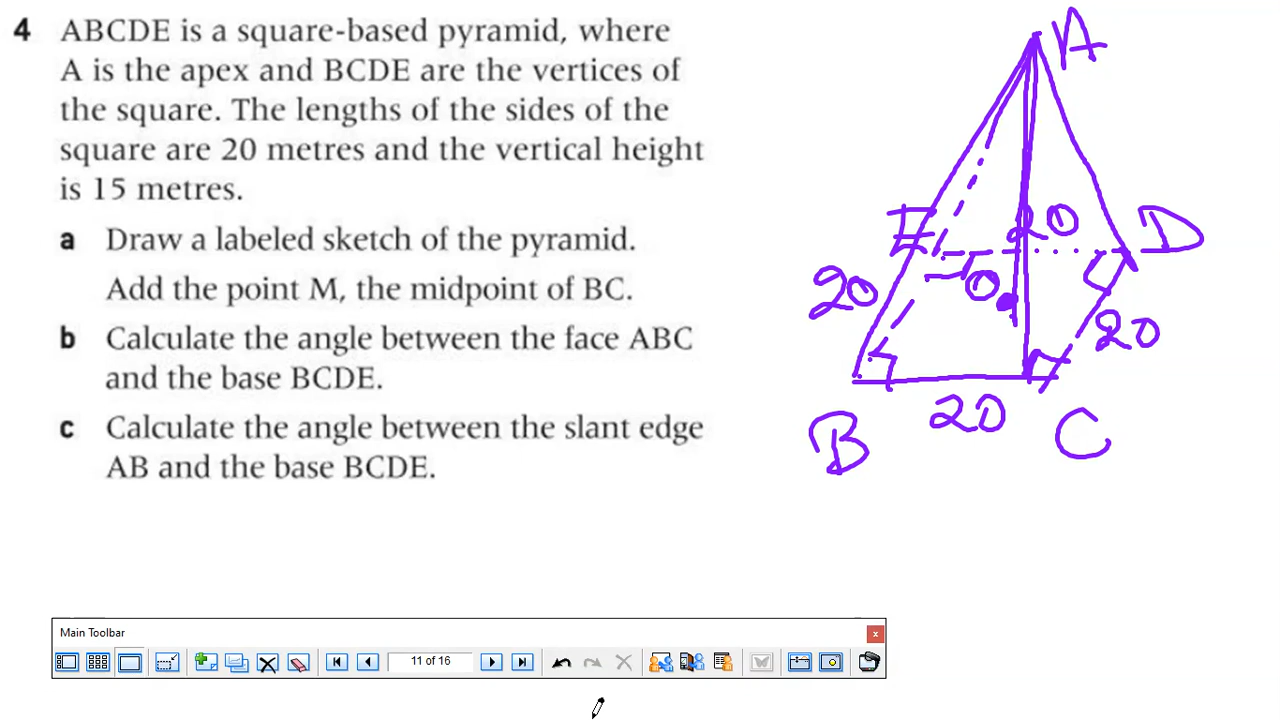 4 ABCDE is a square-based pyramid, where
A is the apex and BCDE are the vertices of
the square. The lengths of the sides of the
square are 20 metres and the vertical height
is 15 metres.
a Draw a labeled sketch of the pyramid.
Add the point M, the midpoint of BC.
b Calculate the angle between the face ABC
and the base BCDE.
c Calculate the angle between the slant edge
AB and the base BCDE.
A
E
20
D
20
O
20
20
B
C
Main Toolbar
x
11 of 16